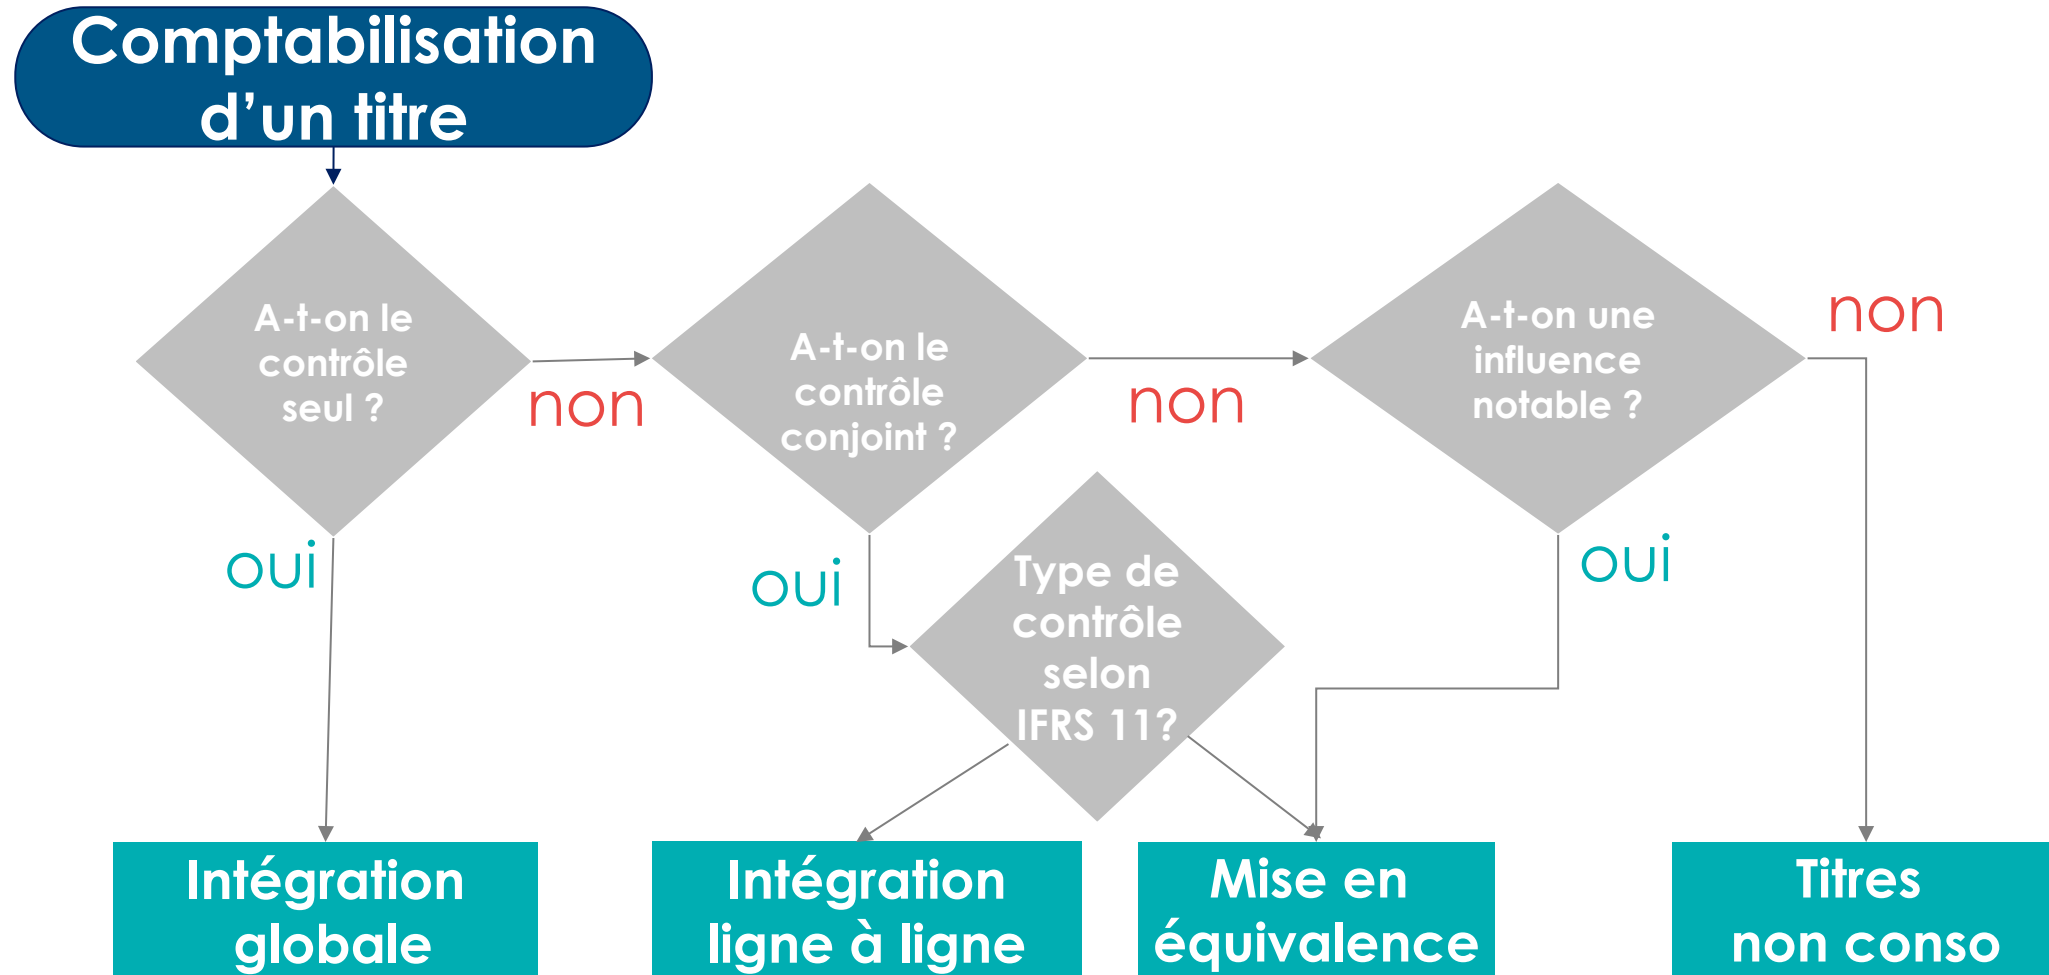 Comptabilisation
d’un titre
A-t-on le
contrôle
seul ?
non
oui
A-t-on le
contrôle
conjoint ?
non
oui
A-t-on une
influence
notable ?
non
oui
Type de
contrôle
selon
IFRS 11?
Intégration
globale
Intégration
ligne à ligne
Mise en
équivalence
Titres
non conso